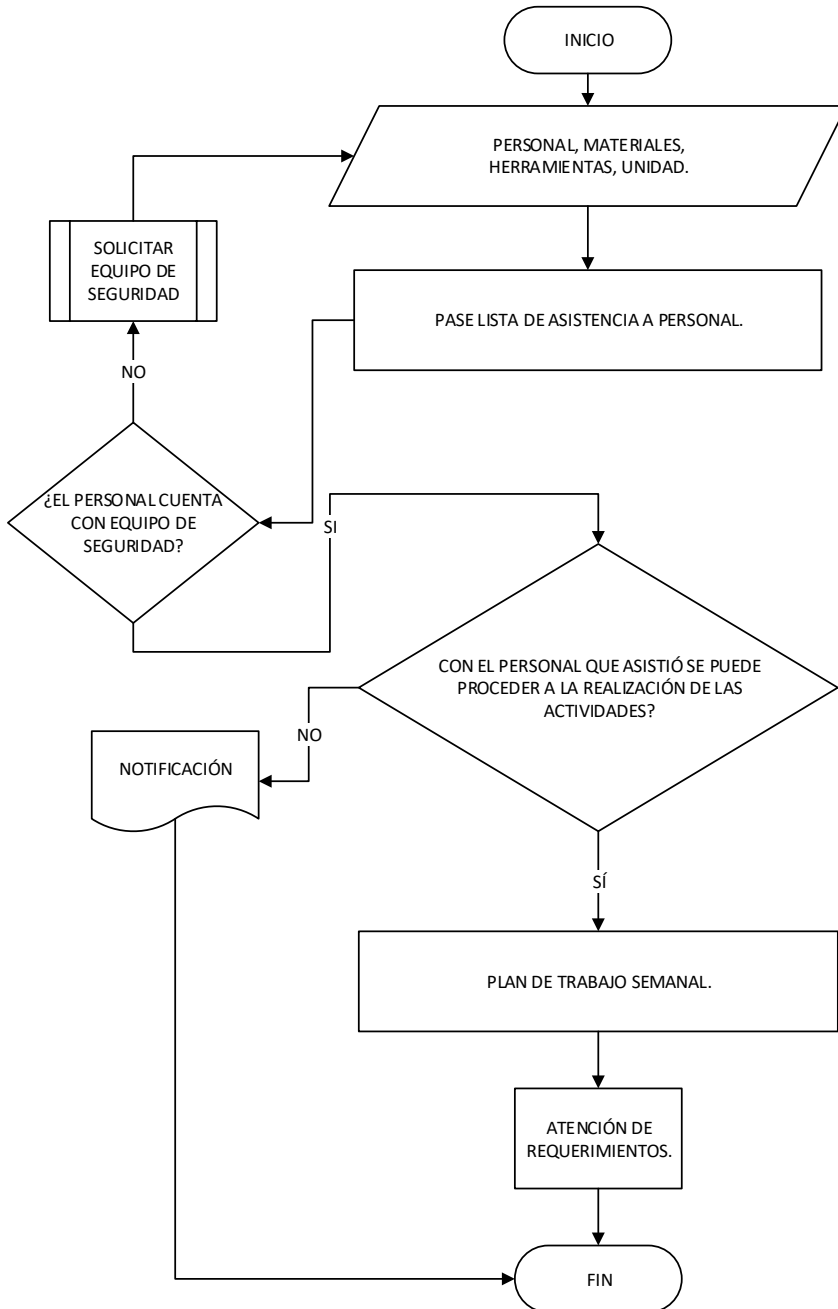 INICIO
PERSONAL, MATERIALES,
HERRAMIENTAS, UNIDAD.
SOLICITAR
EQUIPO DE
SEGURIDAD
PASE LISTA DE ASISTENCIA A PERSONAL.
NO
¿EL PERSONAL CUENTA
CON EQUIPO DE
SEGURIDAD?
SI
CON EL PERSONAL QUE ASISTIÓ SE PUEDE
PROCEDER A LA REALIZACIÓN DE LAS
ACTIVIDADES?
NO
NOTIFICACIÓN
SÍ
PLAN DE TRABAJO SEMANAL.
ATENCIÓN DE
REQUERIMIENTOS.
FIN